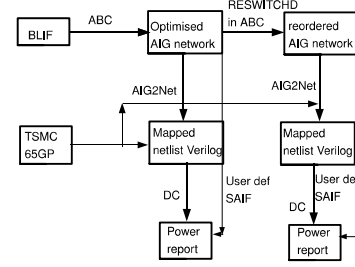 BLIF
ABC
Optimised
AIG network
RESWITCHD
in ABC
reordered
AIG network
AIG2Net
AIG2Net
TSMC
65GP
Mapped
netlist Verilog
Mapped
netlist Verilog
DC
User def
SAIF
DC
User de
SAIF
Power
report
Power
report